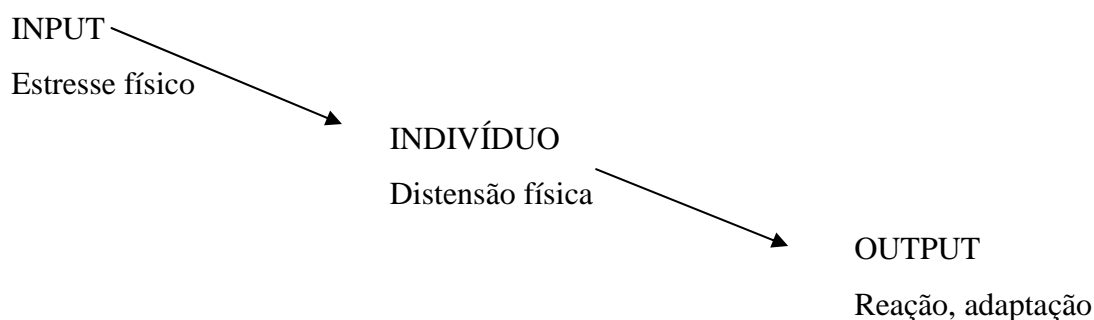 INPUT
Estresse físico
INDIVÍDUO
Distensão física
OUTPUT
Reação, adaptação